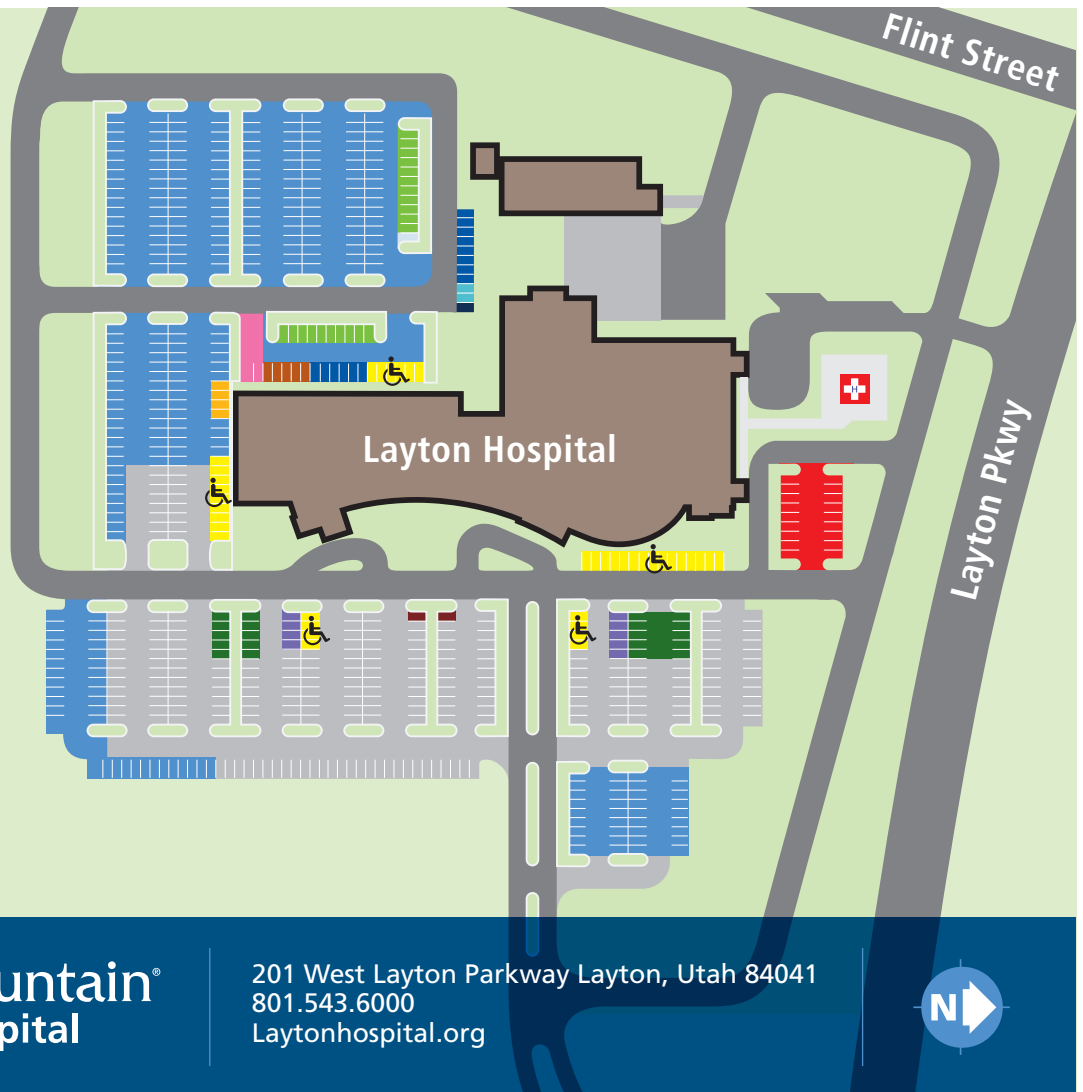 Flint Street
Layton Hospital
H
Layton Pkwy
untain®
pital
201 West Layton Parkway Layton, Utah 84041
801.543.6000
Laytonhospital.org
N